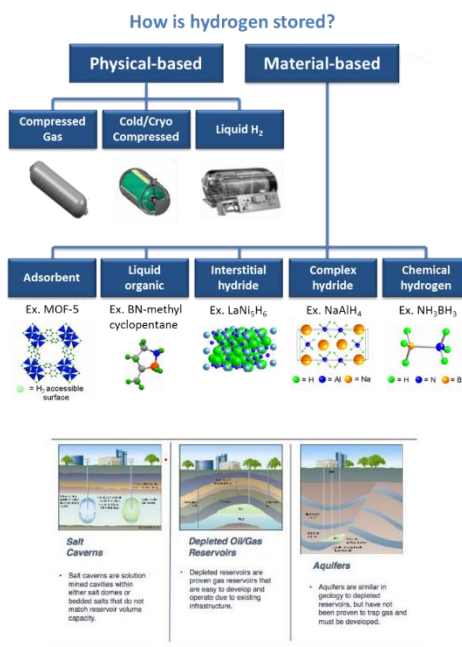 How is hydrogen stored?
Physical-based
Material-based
Compressed
Gas
Cold/Cryo
Compressed
Liquid H₂
Adsorbent
Liquid
organic
Interstitial
hydride
Complex
hydride
Chemical
hydrogen
Ex. MOF-5
Ex. BN-methyl
cyclopentane
Ex. LaNi₅H₆
Ex. NaAlH₄
Ex. NH₃BH₃
= H₂ accessible
surface
= H = Al = Na
= H = N = B
Salt
Caverns
• Salt caverns are solution
mined cavities within
either salt domes or
bedded salts that do not
match reservoir volume
capacity.
Depleted Oil/Gas
Reservoirs
• Depleted reservoirs are
proven gas reservoirs that
are easy to develop and
operate due to existing
infrastructure.
Aquifers
• Aquifers are similar in
geology to depleted
reservoirs, but have not
been proven to trap gas and
must be developed.